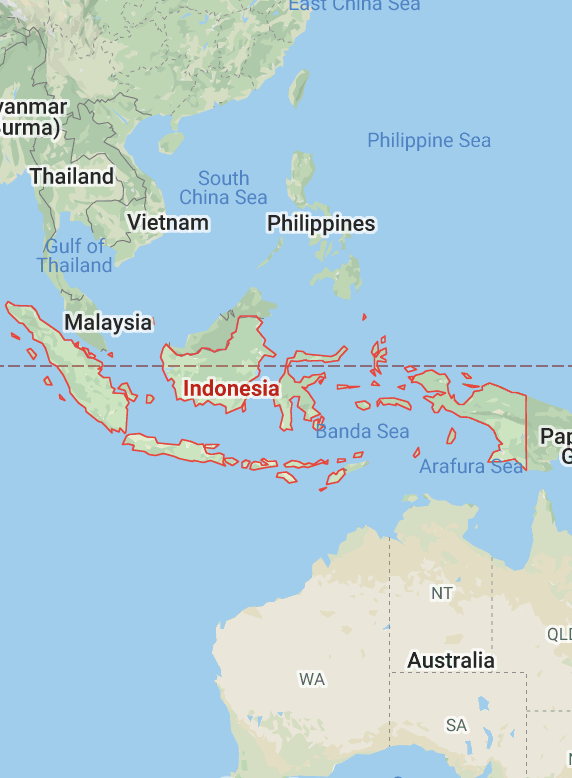 East China Sea
yanmar
urma)
Philippine Sea
Thailand
South
China Sea
Vietnam
Philippines
Gulf of
Thailand
Malaysia
Indonesia
Banda Sea
Pap
G
Arafura Sea
NT
QLD
Australia
WA
SA